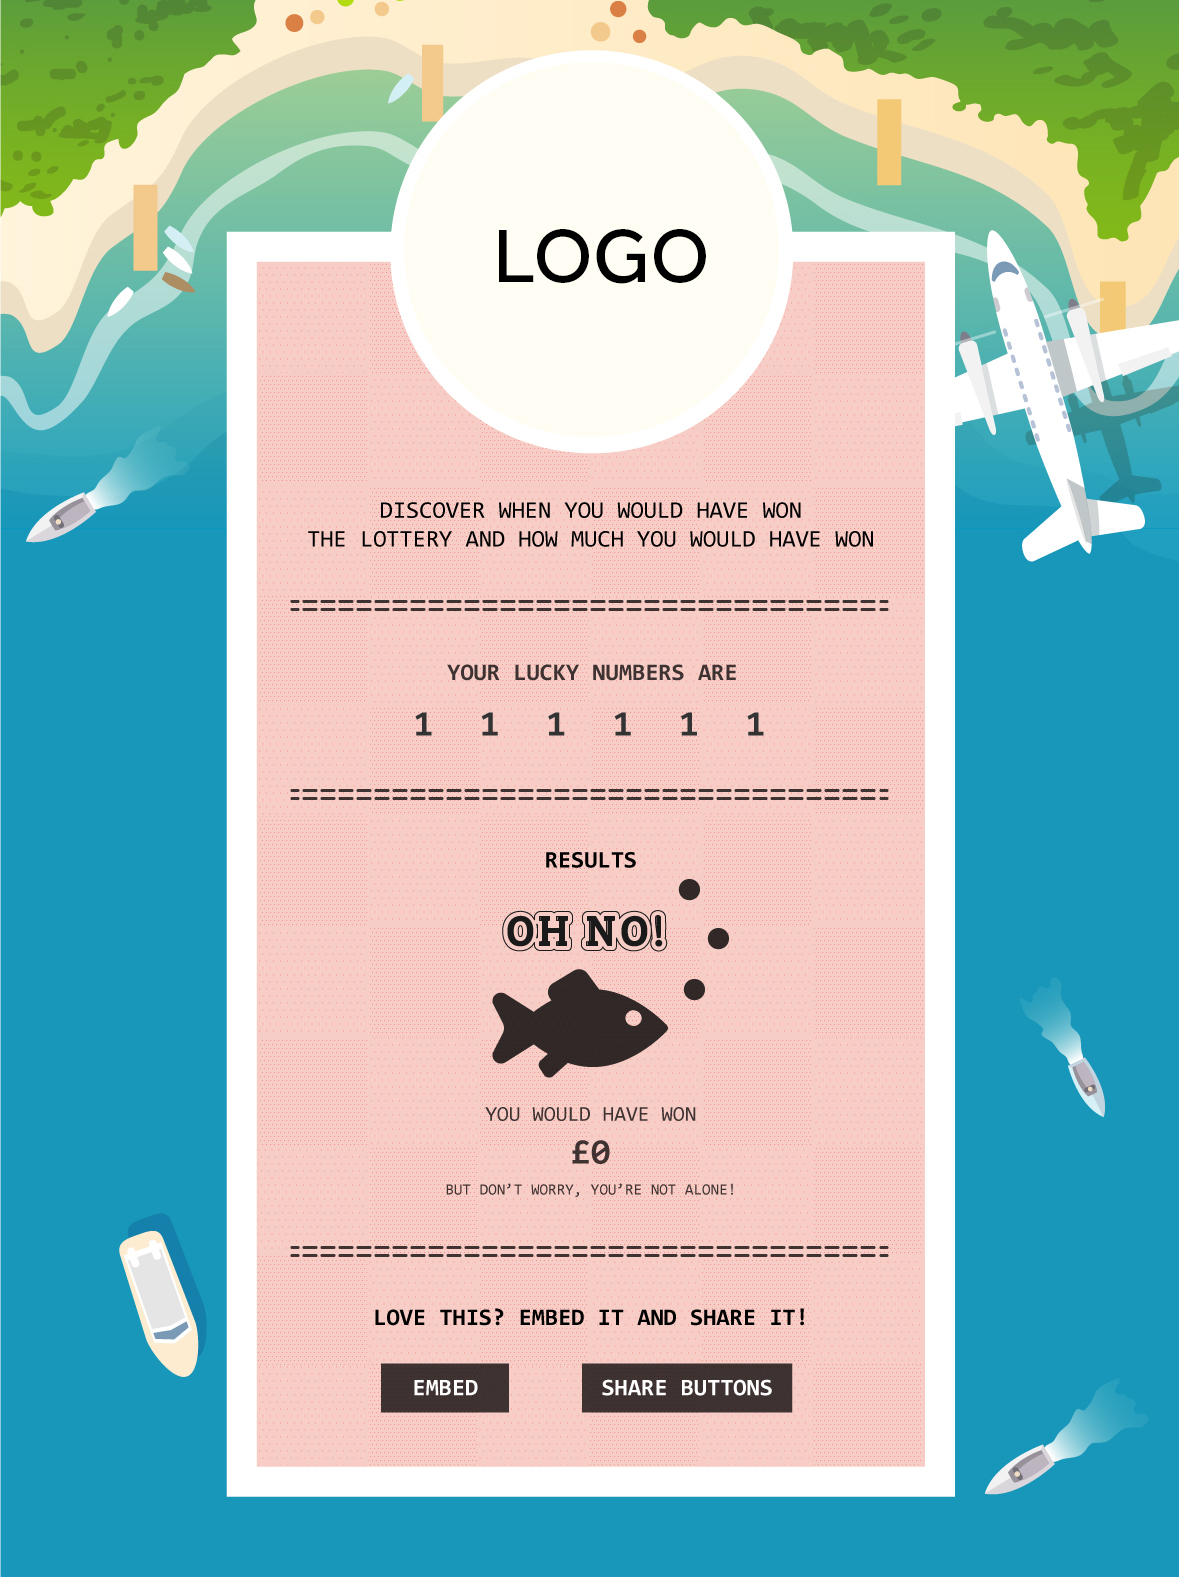 LOGO
DISCOVER WHEN YOU WOULD HAVE WON
THE LOTTERY AND HOW MUCH YOU WOULD HAVE WON
==================================
YOUR LUCKY NUMBERS ARE
1 1 1 1 1 1
==================================
RESULTS
OH NO!
YOU WOULD HAVE WON
£0
BUT DON’T WORRY, YOU’RE NOT ALONE!
==================================
LOVE THIS? EMBED IT AND SHARE IT!
EMBED
SHARE BUTTONS